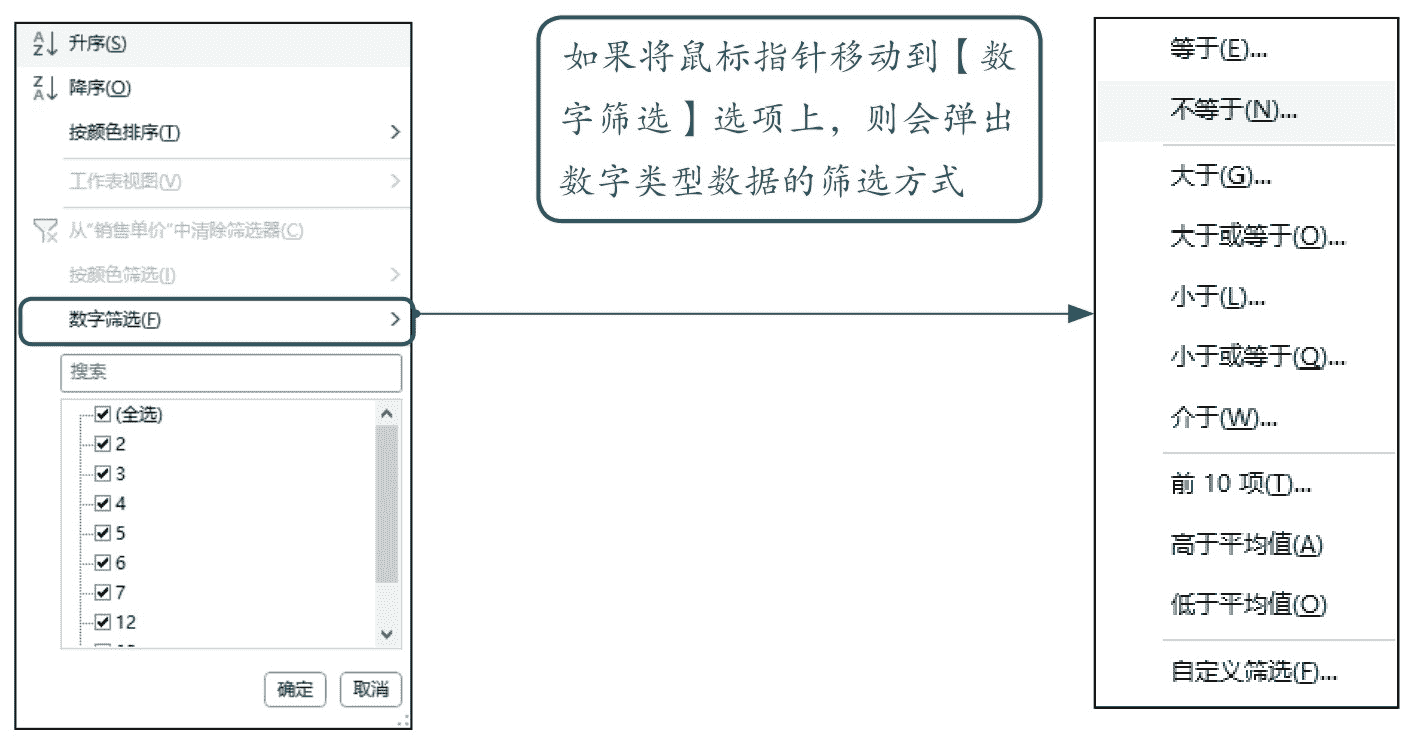 升序(S)
降序(O)
按颜色排序(T)
工作表视图(V)
从“销售单价”中清除筛选器(C)
按颜色筛选(I)
数字筛选(F)
搜索
(全选)
2
3
4
5
6
7
12
确定
取消
如果将鼠标指针移动到【数
字筛选】选项上，则会弹出
数字类型数据的筛选方式
等于(E)...
不等于(N)...
大于(G)...
大于或等于(O)...
小于(L)...
小于或等于(Q)...
介于(W)...
前 10 项(T)...
高于平均值(A)
低于平均值(O)
自定义筛选(F)...